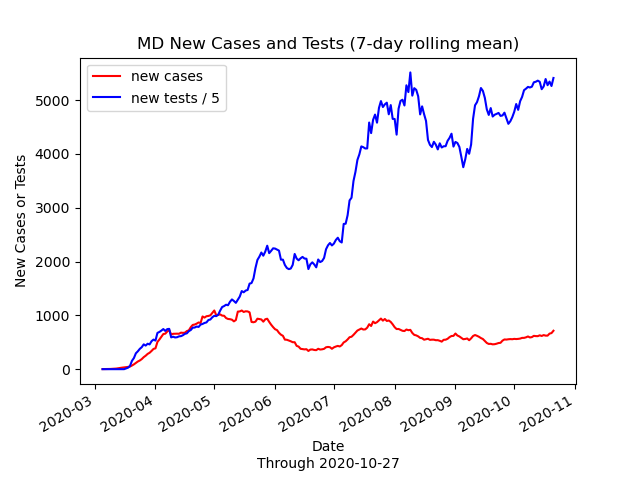 MD New Cases and Tests (7-day rolling mean)
new cases
new tests / 5
New Cases or Tests
5000
4000
3000
2000
1000
0
2020-03
2020-04
2020-05
2020-06
2020-07
2020-08
2020-09
2020-10
2020-11
Date
Through 2020-10-27